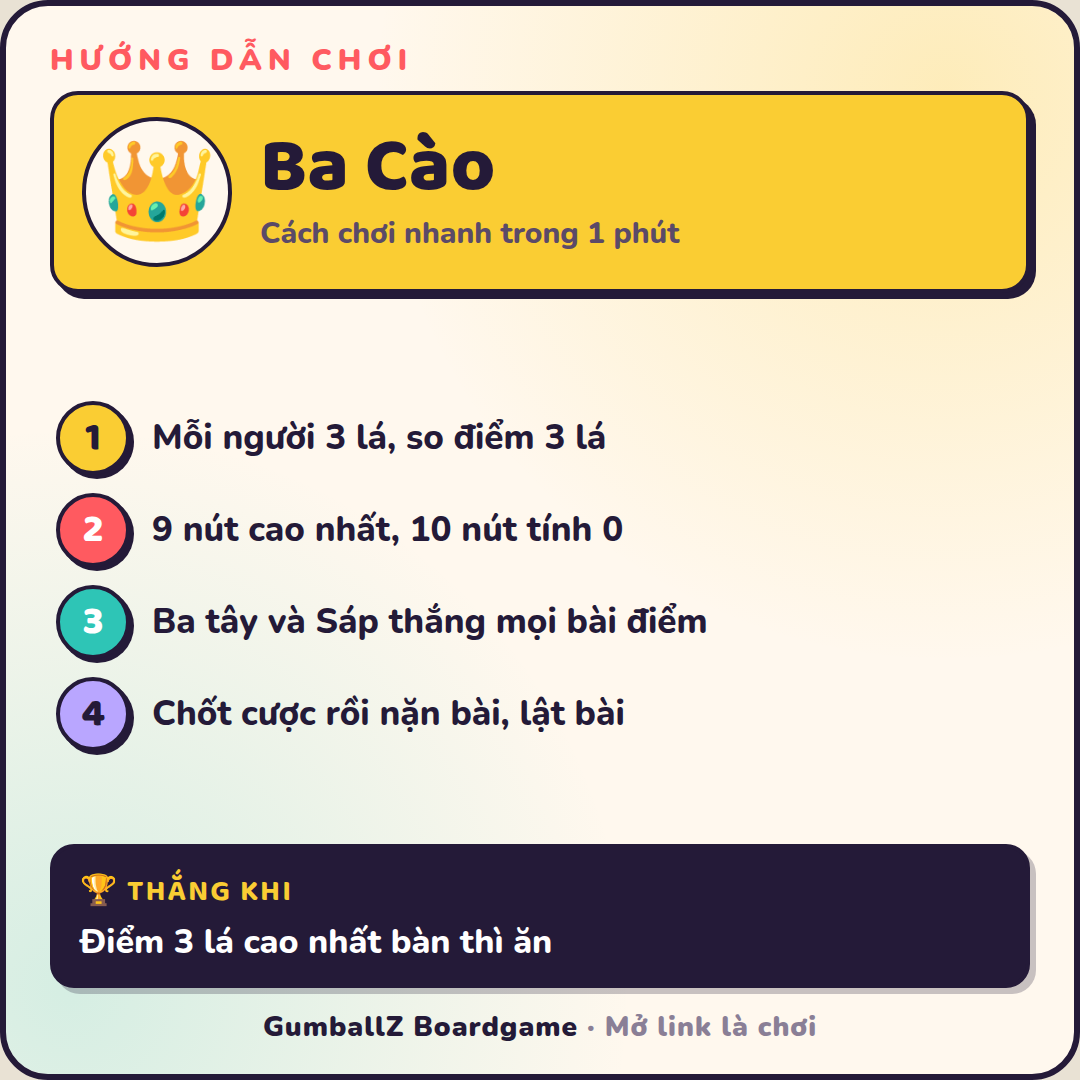 HƯỚNG DẪN CHƠI
Ba Cào
Cách chơi nhanh trong 1 phút
1 Mỗi người 3 lá, so điểm 3 lá
2 9 nút cao nhất, 10 nút tính 0
3 Ba tây và Sáp thắng mọi bài điểm
4 Chốt cược rồi nặn bài, lật bài
🏆 THẮNG KHI
Điểm 3 lá cao nhất bàn thì ăn
GumballZ Boardgame · Mở link là chơi